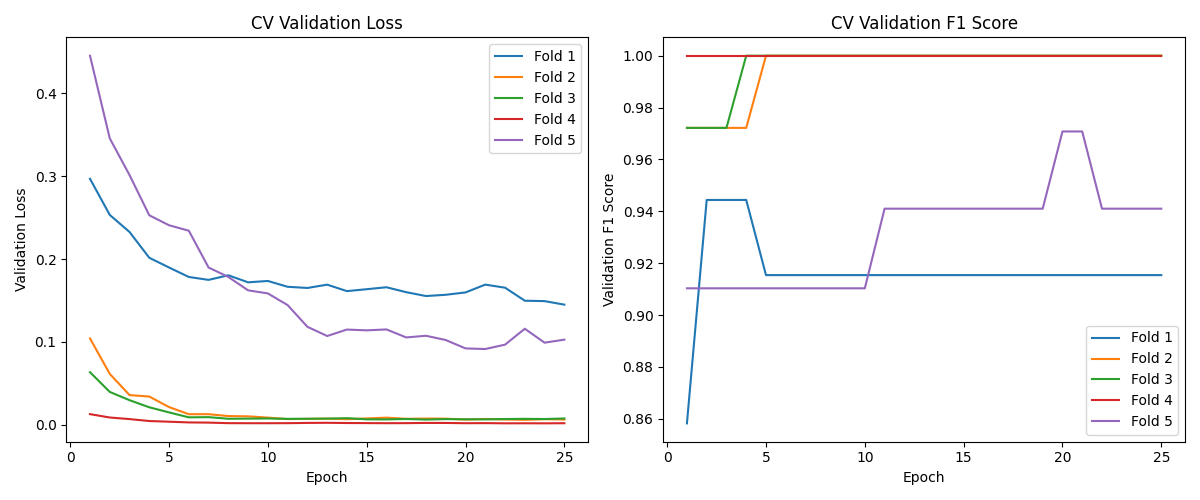 CV Validation Loss
Validation Loss
0.4
0.3
0.2
0.1
0.0
0
5
10
15
20
25
Epoch
Fold 1
Fold 2
Fold 3
Fold 4
Fold 5
CV Validation F1 Score
Validation F1 Score
1.00
0.98
0.96
0.94
0.92
0.90
0.88
0.86
0
5
10
15
20
25
Epoch
Fold 1
Fold 2
Fold 3
Fold 4
Fold 5